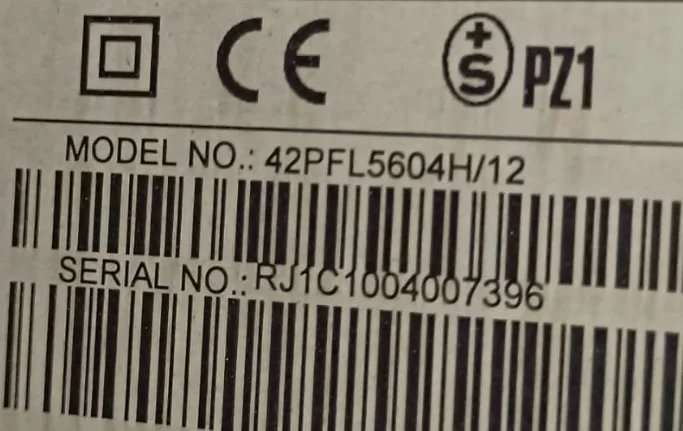 CE +S PZ1
MODEL NO.: 42PFL5604H/12
SERIAL NO.: RJ1C1004007396